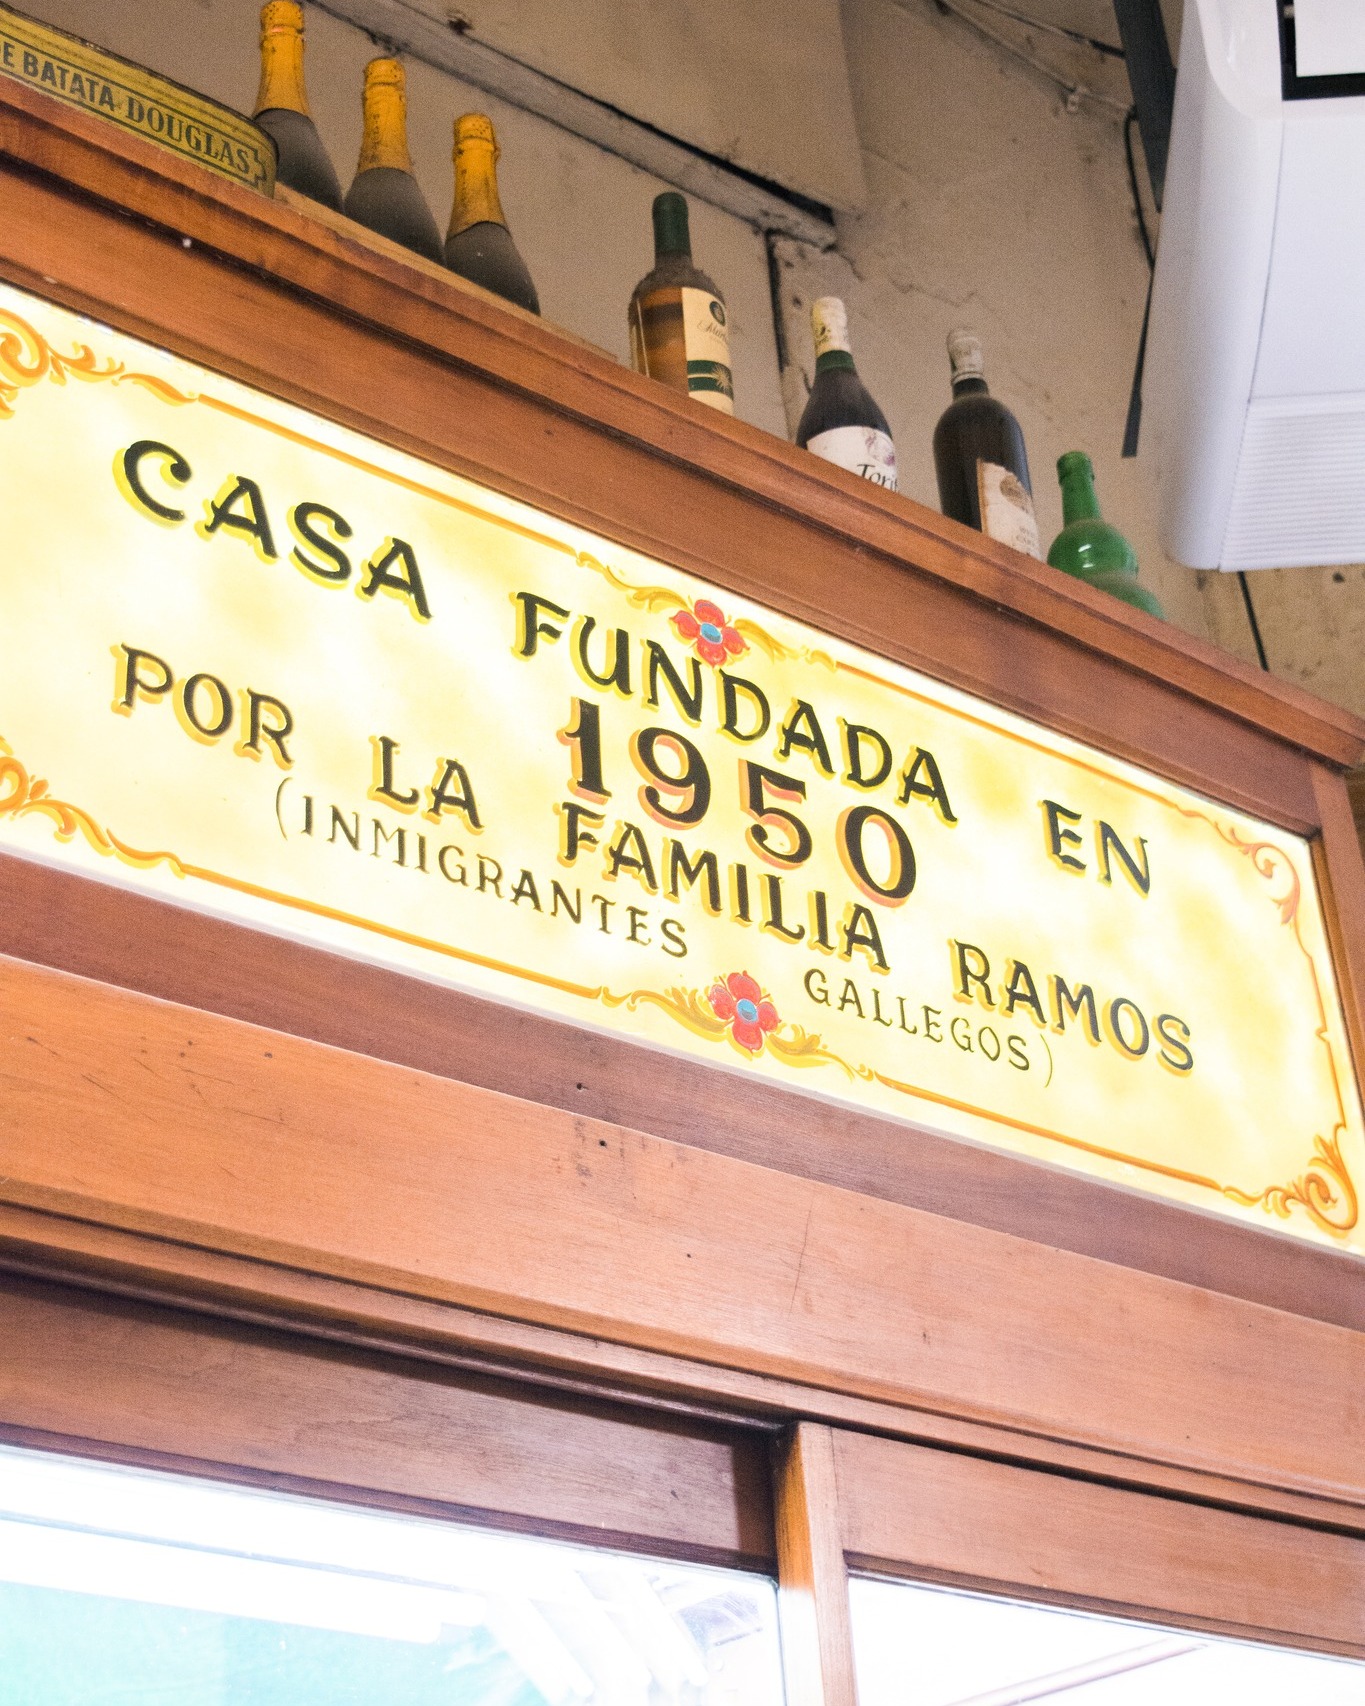 E BATATA DOUGLAS
CASA FUNDADA EN
1950
POR LA FAMILIA RAMOS
(INMIGRANTES GALLEGOS)